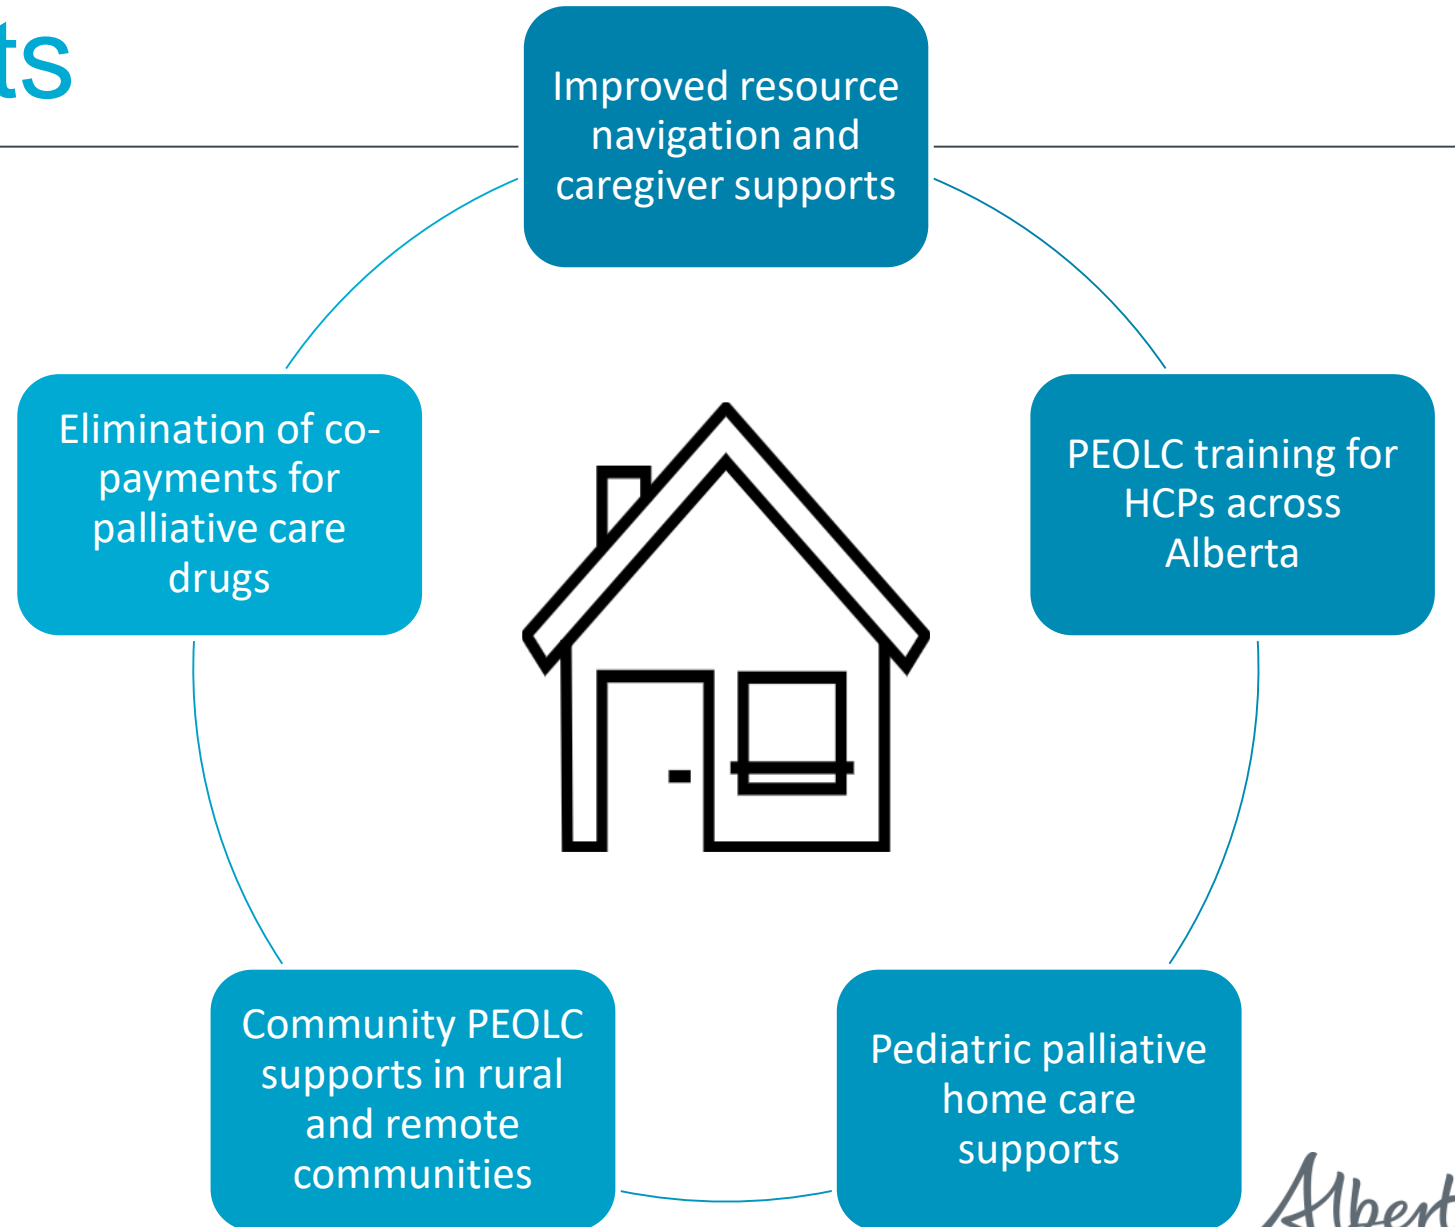 ts
Improved resource
navigation and
caregiver supports
Elimination of co-
payments for
palliative care
drugs
PEOLC training for
HCPs across
Alberta
Community PEOLC
supports in rural
and remote
communities
Pediatric palliative
home care
supports
Albert